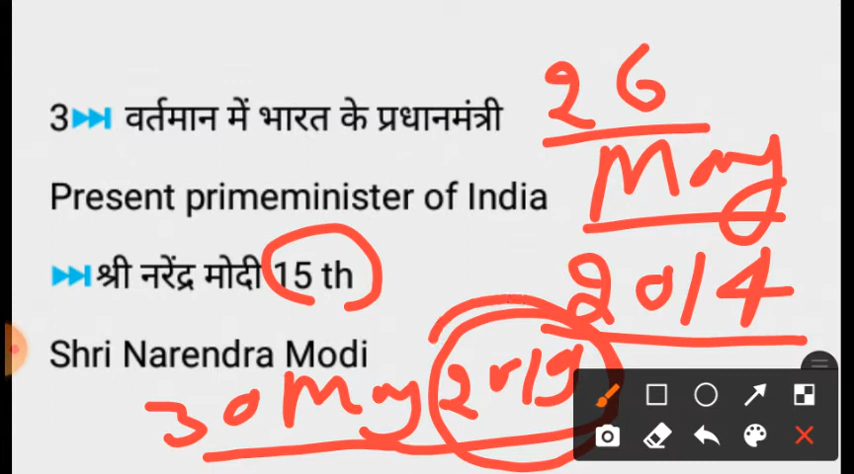 3⏭ वर्तमान में भारत के प्रधानमंत्री
26
May
Present primeminister of India
2014
⏭श्री नरेंद्र मोदी 15 th
Shri Narendra Modi
30 May 2019